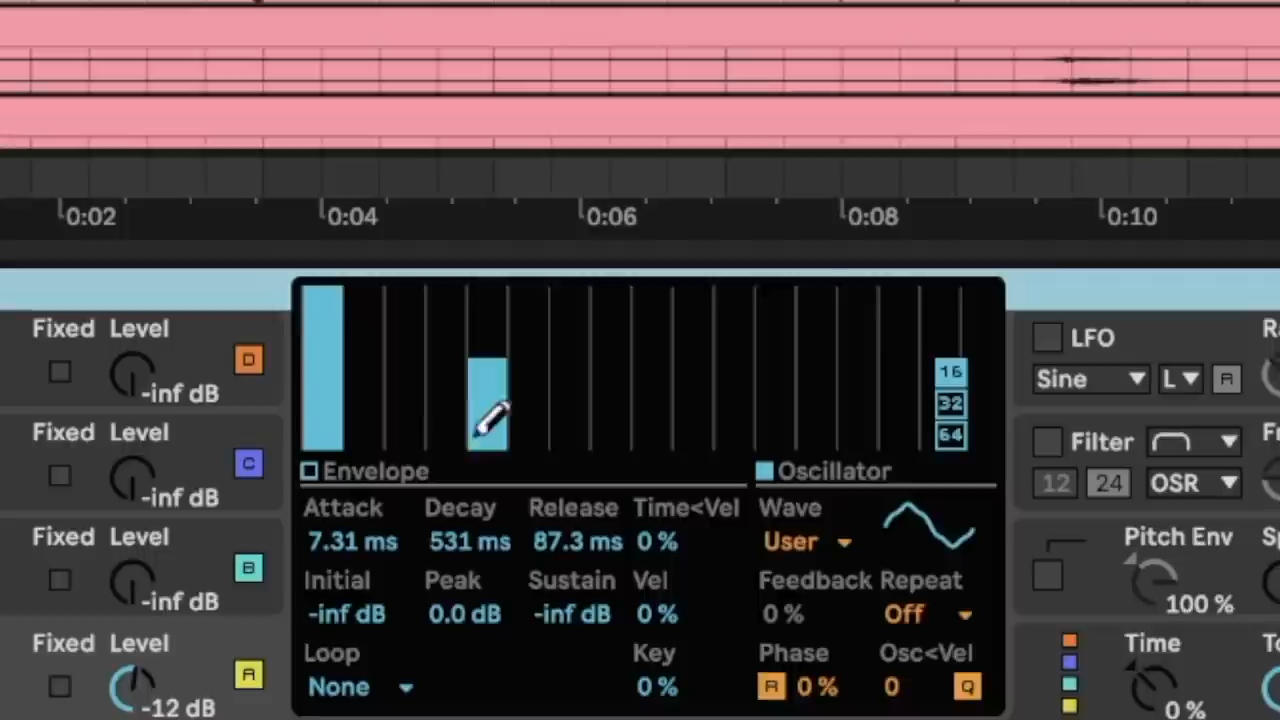 0:02 0:04 0:06 0:08 0:10
Fixed Level
-inf dB
D
Fixed Level
-inf dB
C
Fixed Level
-inf dB
B
Fixed Level
-12 dB
A
16
32
64
Envelope
Oscillator
Attack Decay Release Time<Vel
7.31 ms 531 ms 87.3 ms 0 %
Initial Peak Sustain Vel
-inf dB 0.0 dB -inf dB 0 %
Loop Key
None 0 %
Wave
User
Feedback Repeat
0 % Off
Phase Osc<Vel
R 0 % 0 Q
LFO
Sine L R
Filter
12 24 OSR
Pitch Env
100 %
Time
0 %